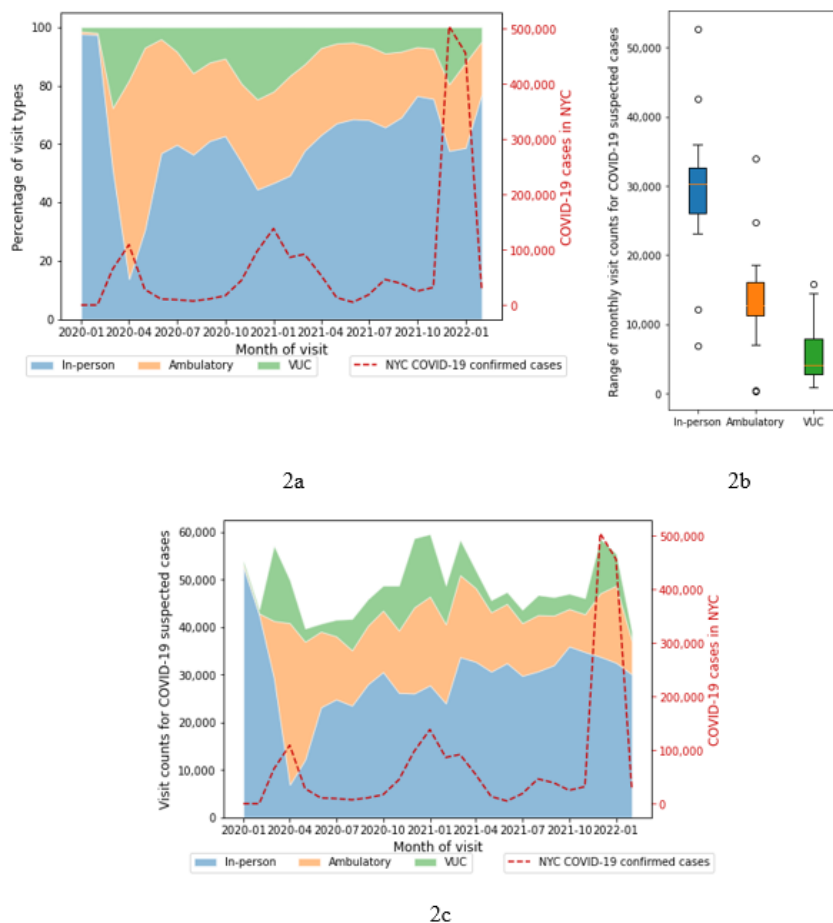 100
80
60
40
20
0
Percentage of visit types
500,000
400,000
300,000
200,000
100,000
0
COVID-19 cases in NYC
2020-01 2020-04 2020-07 2020-10 2021-01 2021-04 2021-07 2021-10 2022-01
Month of visit
In-person Ambulatory VUC NYC COVID-19 confirmed cases
2a
50,000
40,000
30,000
20,000
10,000
0
Range of monthly visit counts for COVID-19 suspected cases
In-person Ambulatory VUC
2b
60,000
50,000
40,000
30,000
20,000
10,000
0
Visit counts for COVID-19 suspected cases
500,000
400,000
300,000
200,000
100,000
0
COVID-19 cases in NYC
2020-01 2020-04 2020-07 2020-10 2021-01 2021-04 2021-07 2021-10 2022-01
Month of visit
In-person Ambulatory VUC NYC COVID-19 confirmed cases
2c